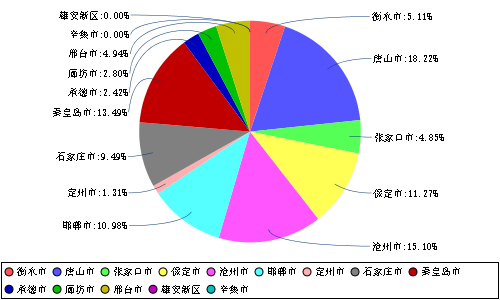 雄安新区:0.00%
辛集市:0.00%
邢台市:4.94%
廊坊市:2.80%
承德市:2.42%
秦皇岛市:13.49%
石家庄市:9.49%
定州市:1.31%
邯郸市:10.98%
衡水市:5.11%
唐山市:18.22%
张家口市:4.85%
保定市:11.27%
沧州市:15.10%
衡水市 唐山市 张家口市 保定市 沧州市 邯郸市 定州市 石家庄市 秦皇岛市
承德市 廊坊市 邢台市 雄安新区 辛集市